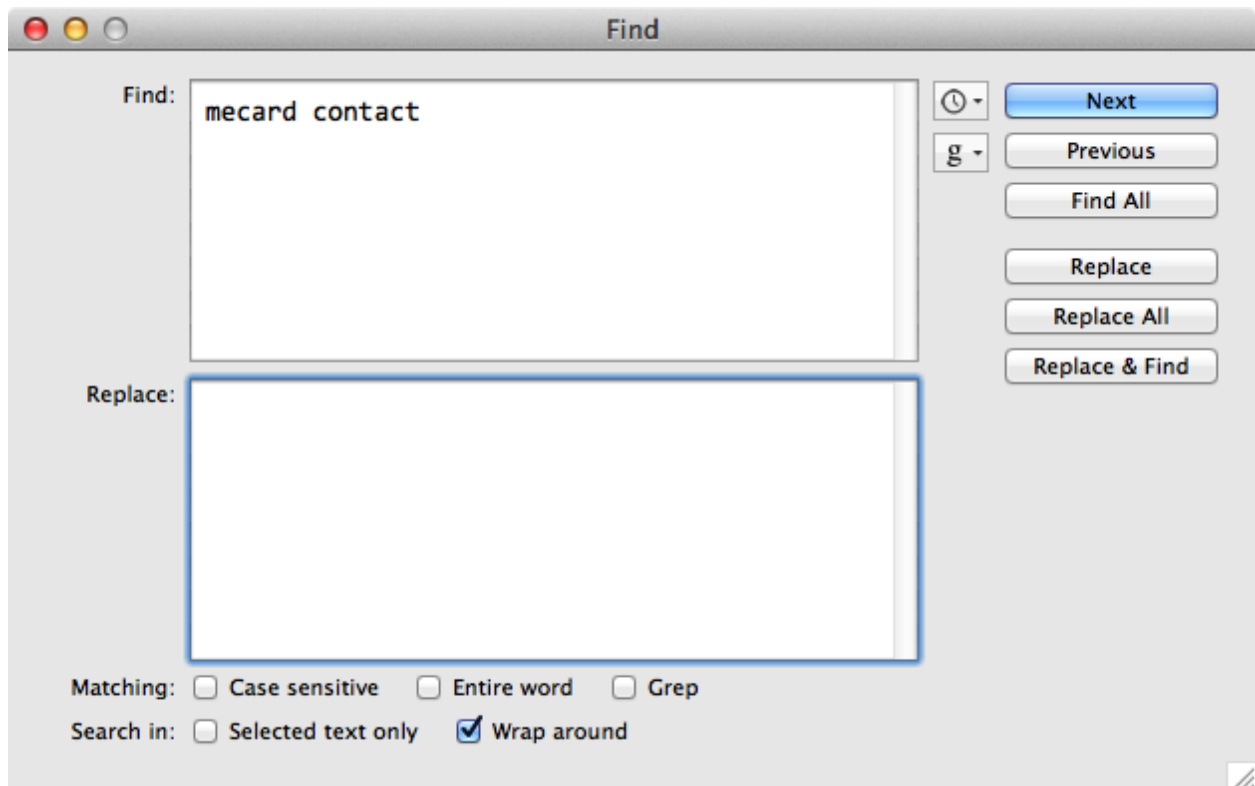 Find
Find:
mecard contact
g
Next
Previous
Find All
Replace
Replace All
Replace & Find
Replace:
Matching: Case sensitive Entire word Grep
Search in: Selected text only Wrap around